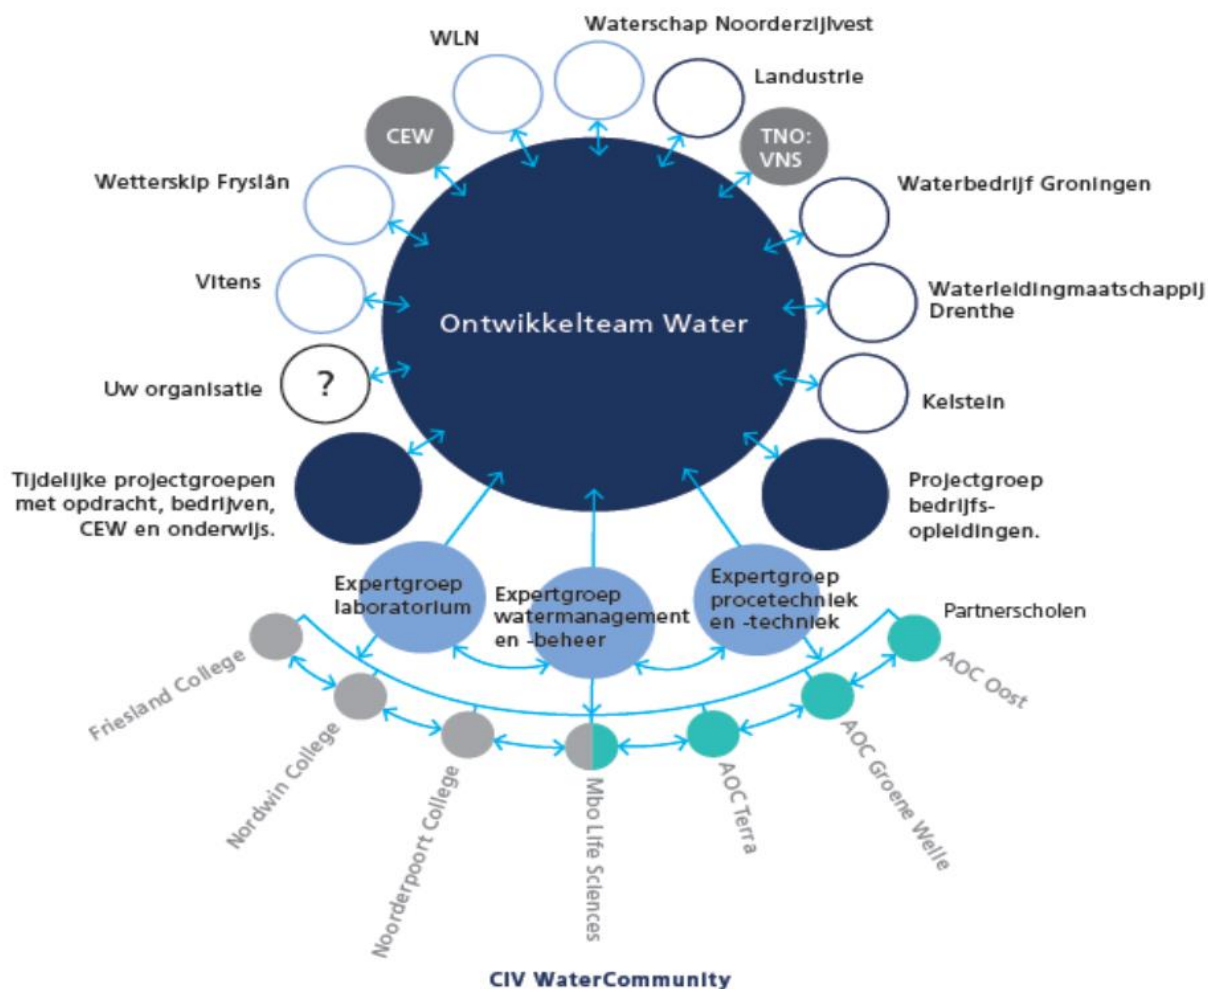 Waterschap Noorderzijlvest
WLN
Landustrie
CEW
TNO:
VNS
Wetterskip Fryslân
Waterbedrijf Groningen
Vitens
Waterleidingmaatschappij
Drenthe
Ontwikkelteam Water
Uw organisatie
?
Kelstein
Tijdelijke projectgroepen
met opdracht, bedrijven,
CEW en onderwijs.
Projectgroep
bedrijfs-
opleidingen.
Expertgroep
laboratorium
Expertgroep
watermanagement
en -beheer
Expertgroep
procetechniek
en -techniek
Partnerscholen
Friesland College
Nordwin College
Noorderpoort College
Mbo Life Sciences
AOC Terra
AOC Groene Welle
AOC Oost
CIV WaterCommunity